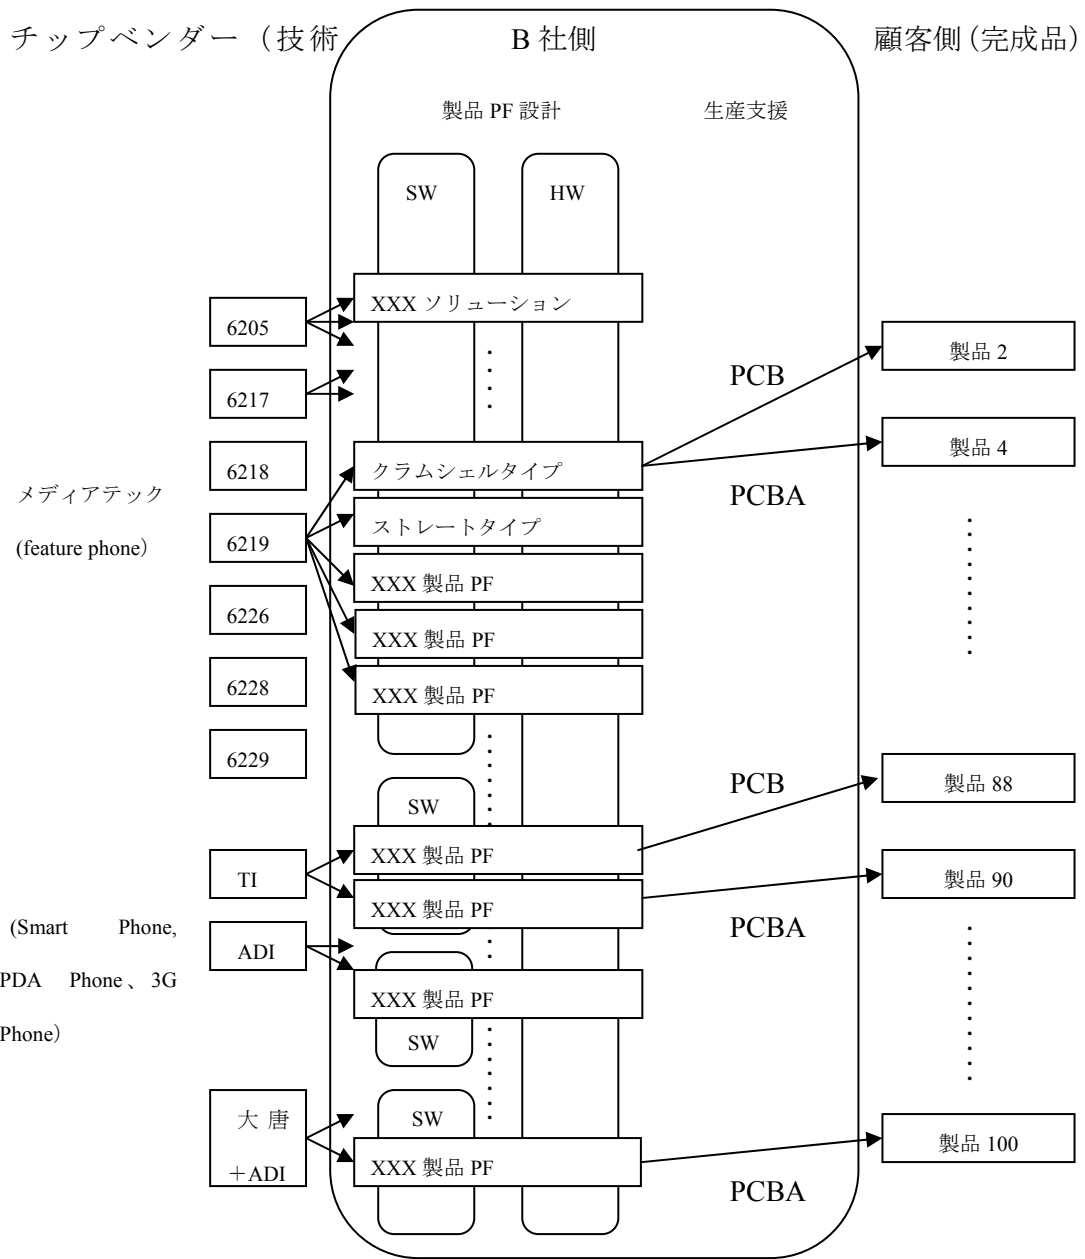 チップベンダー（技術
B 社側
顧客側（完成品）
製品 PF 設計
生産支援
SW
HW
XXX ソリューション
6205
製品 2
PCB
6217
製品 4
6218
クラムシェルタイプ
PCBA
メディアテック
(feature phone）
6219
ストレートタイプ
XXX 製品 PF
6226
XXX 製品 PF
6228
XXX 製品 PF
6229
PCB
製品 88
SW
XXX 製品 PF
TI
製品 90
XXX 製品 PF
PCBA
(Smart Phone,
PDA Phone、3G
Phone）
ADI
XXX 製品 PF
SW
大 唐
＋ADI
SW
製品 100
XXX 製品 PF
PCBA